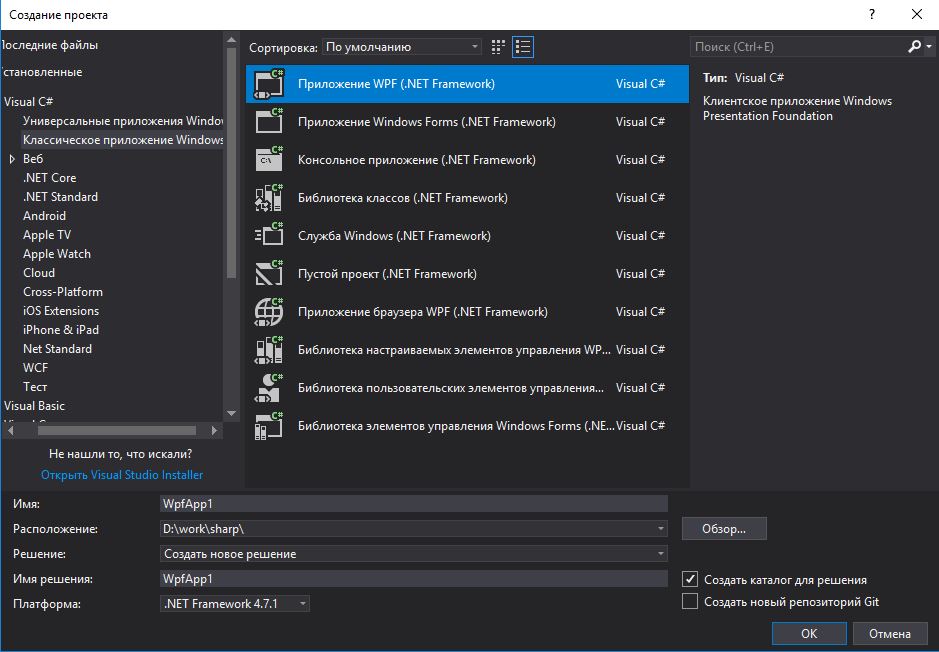 Создание проекта
?
Последние файлы
становленные
Visual C#
Универсальные приложения Windo
Классическое приложение Windows
Веб
.NET Core
.NET Standard
Android
Apple TV
Apple Watch
Cloud
Cross-Platform
iOS Extensions
iPhone & iPad
Net Standard
WCF
Тест
Visual Basic
Не нашли то, что искали?
Открыть Visual Studio Installer
Сортировка: По умолчанию
Приложение WPF (.NET Framework) Visual C#
Приложение Windows Forms (.NET Framework) Visual C#
Консольное приложение (.NET Framework) Visual C#
Библиотека классов (.NET Framework) Visual C#
Служба Windows (.NET Framework) Visual C#
Пустой проект (.NET Framework) Visual C#
Приложение браузера WPF (.NET Framework) Visual C#
Библиотека настраиваемых элементов управления WP... Visual C#
Библиотека пользовательских элементов управления... Visual C#
Библиотека элементов управления Windows Forms (.NE... Visual C#
Поиск (Ctrl+E)
Тип: Visual C#
Клиентское приложение Windows
Presentation Foundation
Имя: WpfApp1
Расположение: D:\work\sharp\
Обзор...
Решение: Создать новое решение
Имя решения: WpfApp1
Создать каталог для решения
Платформа: .NET Framework 4.7.1
Создать новый репозиторий Git
OK
Отмена